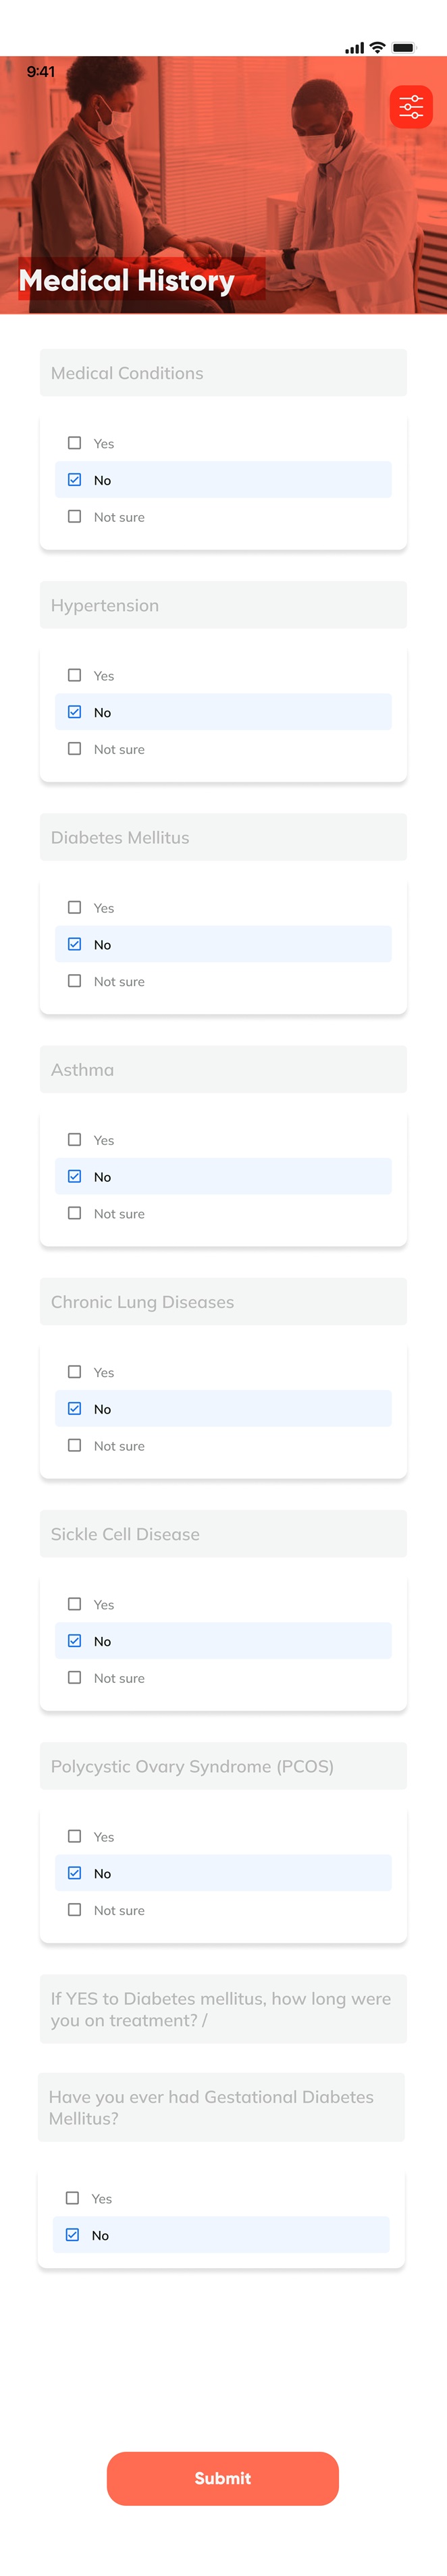 9:41
Medical History
Medical Conditions
Yes
No
Not sure
Hypertension
Yes
No
Not sure
Diabetes Mellitus
Yes
No
Not sure
Asthma
Yes
No
Not sure
Chronic Lung Diseases
Yes
No
Not sure
Sickle Cell Disease
Yes
No
Not sure
Polycystic Ovary Syndrome (PCOS)
Yes
No
Not sure
If YES to Diabetes mellitus, how long were
you on treatment? /
Have you ever had Gestational Diabetes
Mellitus?
Yes
No
Submit